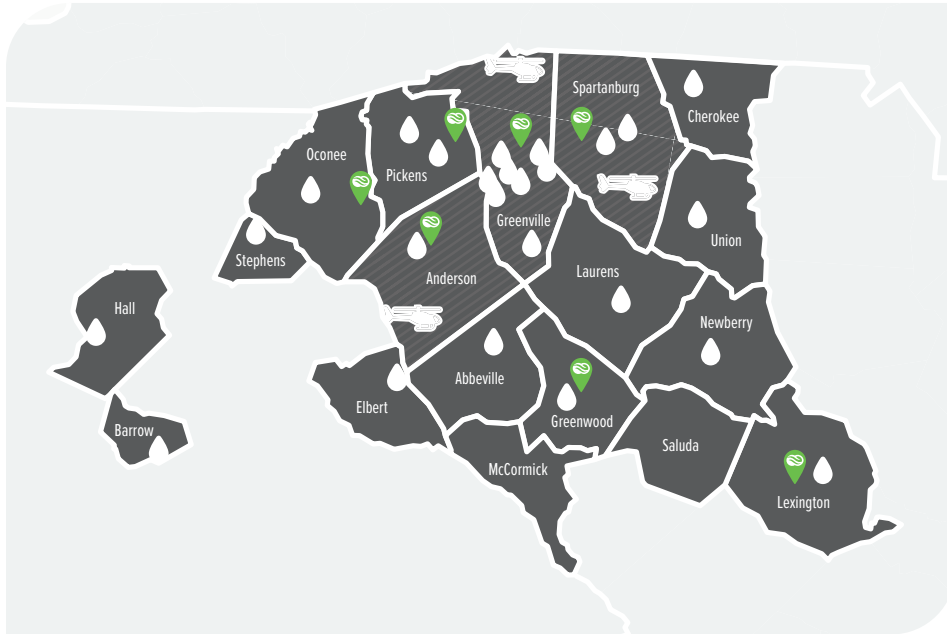 Spartanburg
Cherokee
Oconee
Pickens
Greenville
Union
Stephens
Anderson
Laurens
Hall
Newberry
Abbeville
Elbert
Greenwood
Barrow
Saluda
McCormick
Lexington